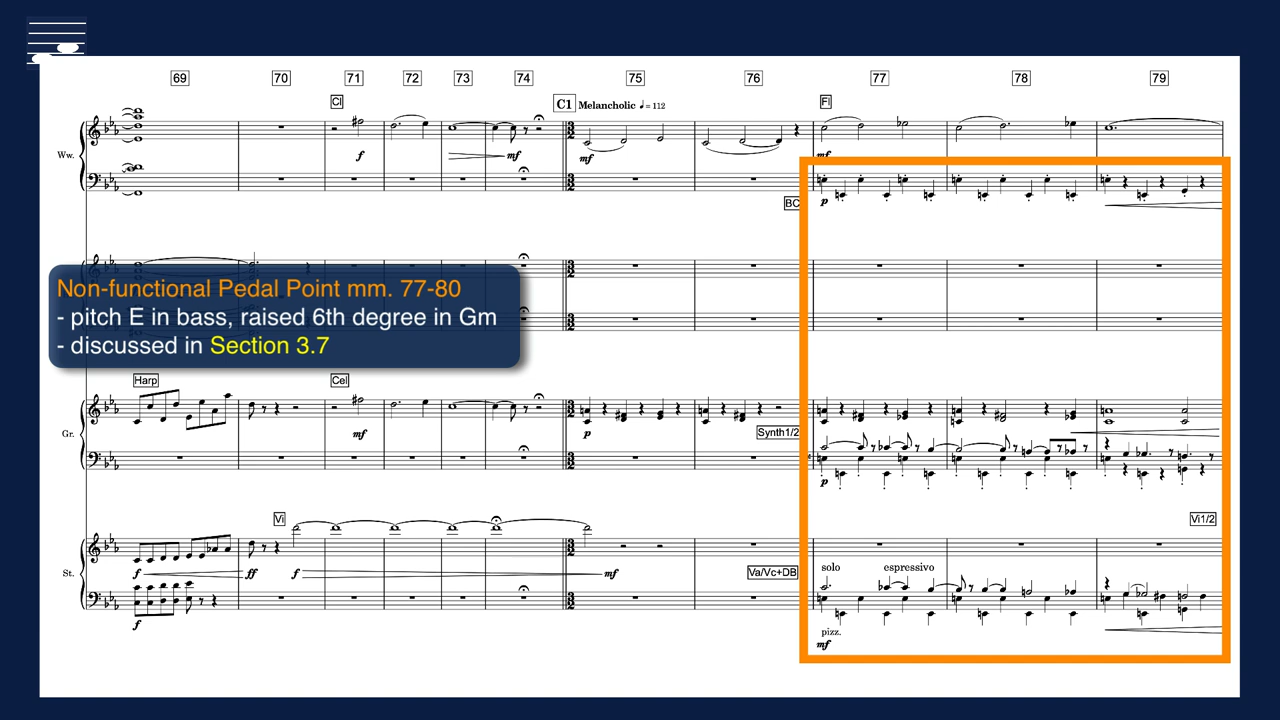 69 70 71 72 73 74 75 76 77 78 79
Cl C1 Melancholic ♩ = 112 Fl
Ww.
f mf mf mf
BC p
Non-functional Pedal Point mm. 77-80
- pitch E in bass, raised 6th degree in Gm
- discussed in Section 3.7
Harp Cel
Gr.
mf p Synth1/2
p
Vi Vi1/2
St.
f ff f mf Va/Vc+DB solo espressivo
f pizz.
mf